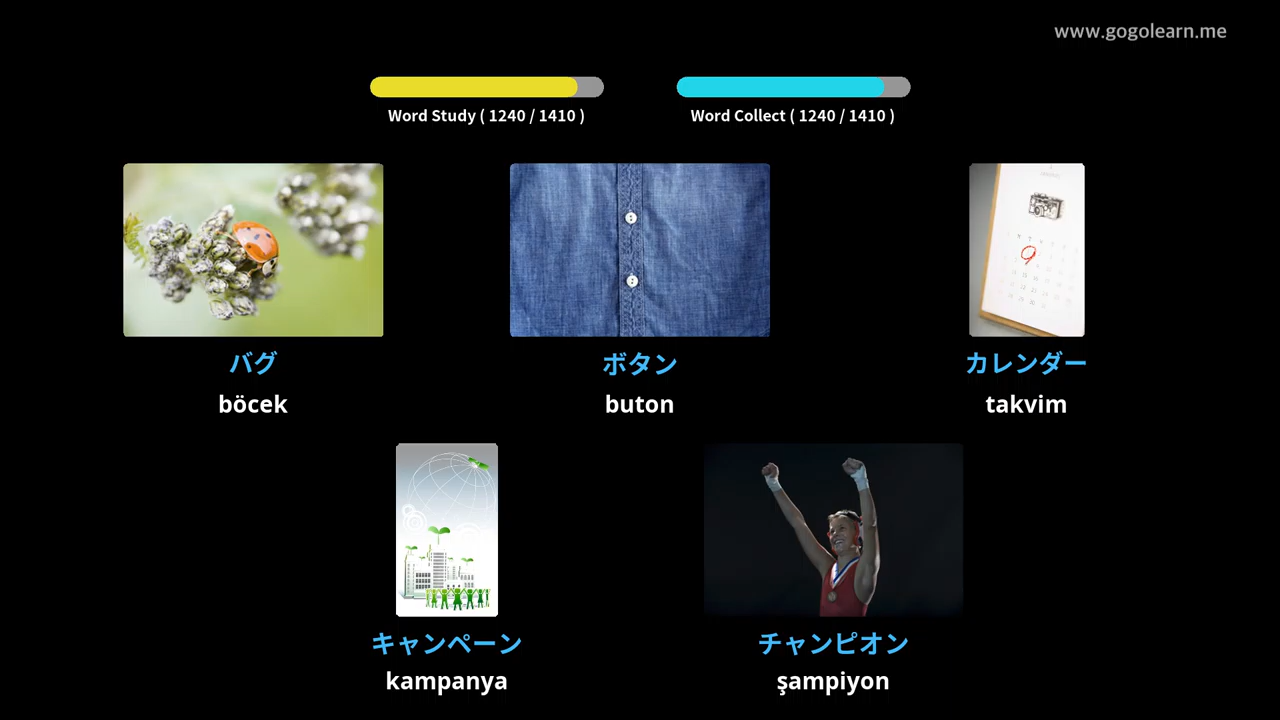 www.gogolearn.me
Word Study ( 1240 / 1410 )
Word Collect ( 1240 / 1410 )
バグ
böcek
ボタン
buton
カレンダー
takvim
キャンペーン
kampanya
チャンピオン
şampiyon